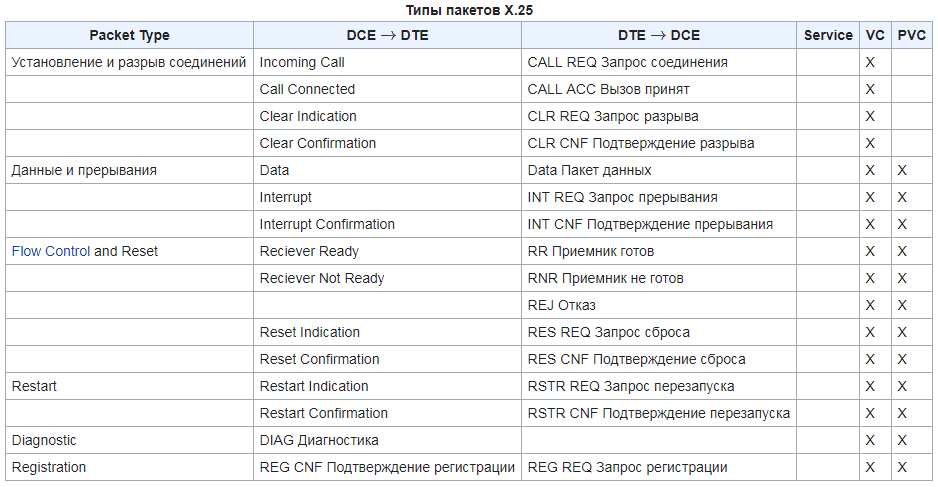 Типы пакетов X.25
Packet Type DCE → DTE DTE → DCE Service VC PVC
Установление и разрыв соединений Incoming Call CALL REQ Запрос соединения X
Call Connected CALL ACC Вызов принят X
Clear Indication CLR REQ Запрос разрыва X
Clear Confirmation CLR CNF Подтверждение разрыва X
Данные и прерывания Data Data Пакет данных X X
Interrupt INT REQ Запрос прерывания X X
Interrupt Confirmation INT CNF Подтверждение прерывания X X
Flow Control and Reset Reciever Ready RR Приемник готов X X
Reciever Not Ready RNR Приемник не готов X X
REJ Отказ X X
Reset Indication RES REQ Запрос сброса X X
Reset Confirmation RES CNF Подтверждение сброса X X
Restart Restart Indication RSTR REQ Запрос перезапуска X X
Restart Confirmation RSTR CNF Подтверждение перезапуска X X
Diagnostic DIAG Диагностика X X
Registration REG CNF Подтверждение регистрации REG REQ Запрос регистрации X X